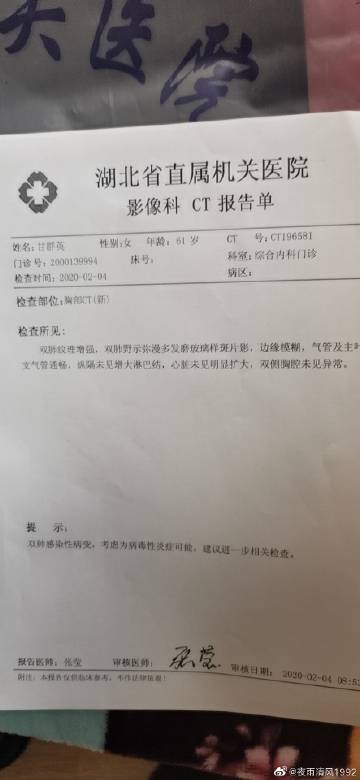 大医
湖北省直属机关医院
影像科 CT 报告单
姓名:甘群英 性别:女 年龄:61岁 CT 号:CT196581
门诊号:2000139994 床号: 科室:综合内科门诊
检查时间:2020-02-04 病区:
检查部位:胸部CT(新)
检查所见:
双肺纹理增强,双肺野示弥漫多发磨玻璃样斑片影,边缘模糊,气管及主叶
支气管通畅,纵隔未见增大淋巴结,心脏未见明显扩大,双侧胸腔未见异常。
提 示:
双肺感染性病变,考虑为病毒性炎症可能,建议进一步相关检查。
报告医师:张莹 审核医师: 审核日期: 2020-02-04 08:52
附注:本报告仅供临床参考,不作法律依据!
@夜雨清风1992